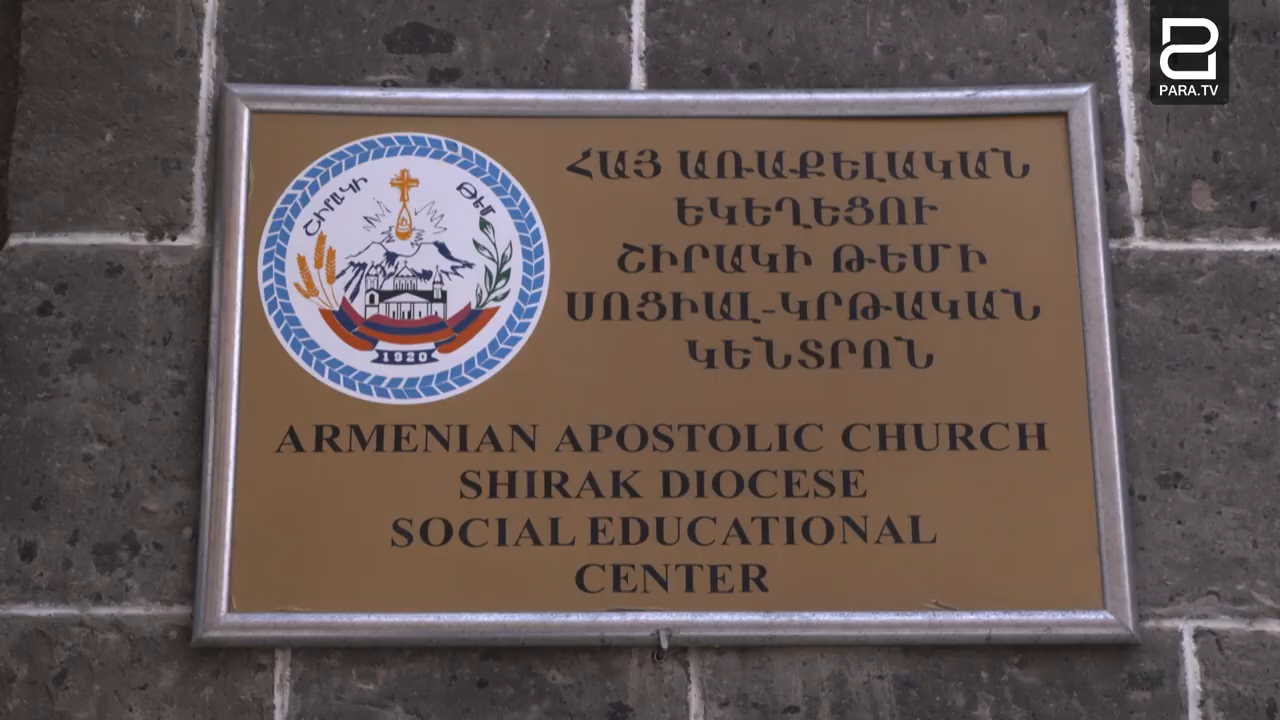 PARA.TV
ՇԻՐԱԿԻ ԹԵՄ
1920
ՀԱՅ ԱՌԱՔԵԼԱԿԱՆ
ԵԿԵՂԵՑՈՒ
ՇԻՐԱԿԻ ԹԵՄԻ
ՍՈՑԻԱԼ-ԿՐԹԱԿԱՆ
ԿԵՆՏՐՈՆ
ARMENIAN APOSTOLIC CHURCH
SHIRAK DIOCESE
SOCIAL EDUCATIONAL
CENTER